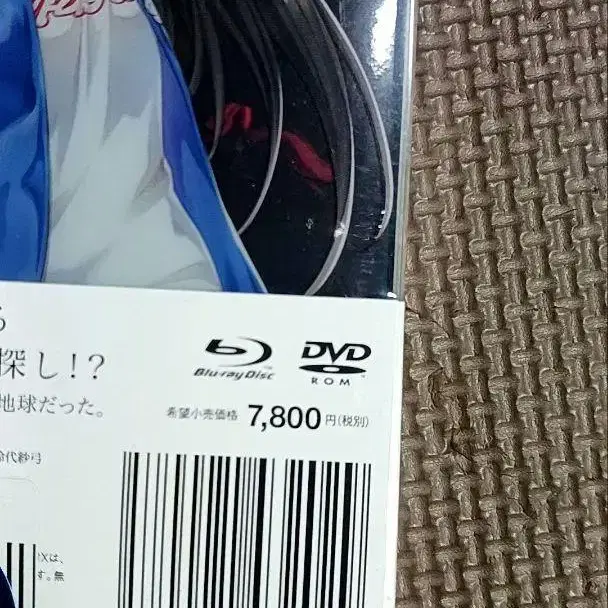 探し!?
地球だった。
Blu-ray Disc
DVD
ROM
希望小売価格 7,800円(税別)
代紗弓
Xは、
す。無